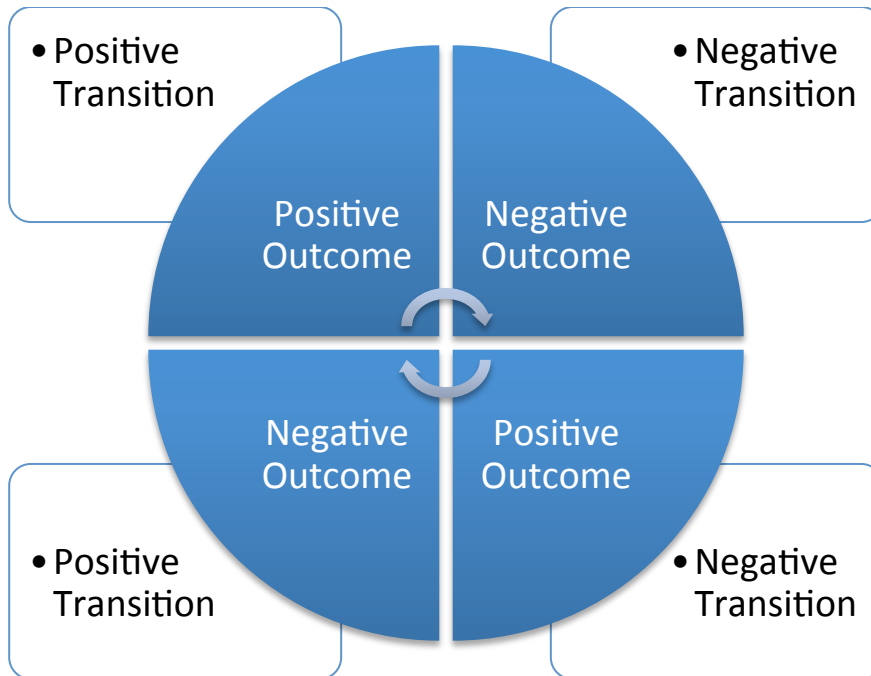 • Positive
Transition
• Negative
Transition
Positive
Outcome
Negative
Outcome
Negative
Outcome
Positive
Outcome
• Positive
Transition
• Negative
Transition